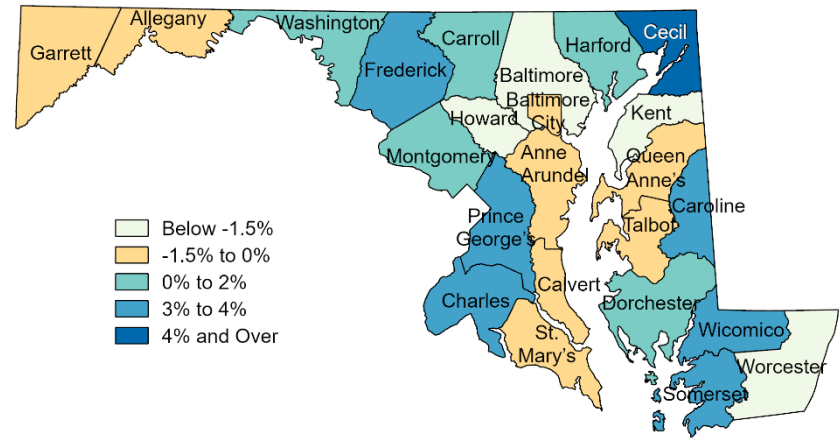 Garrett
Allegany
Washington
Frederick
Carroll
Baltimore
Baltimore
City
Harford
Cecil
Howard
Kent
Montgomery
Anne
Arundel
Queen
Anne's
Prince
George's
Talbot
Caroline
Charles
Calvert
St.
Mary's
Dorchester
Wicomico
Somerset
Worcester
Below -1.5%
-1.5% to 0%
0% to 2%
3% to 4%
4% and Over